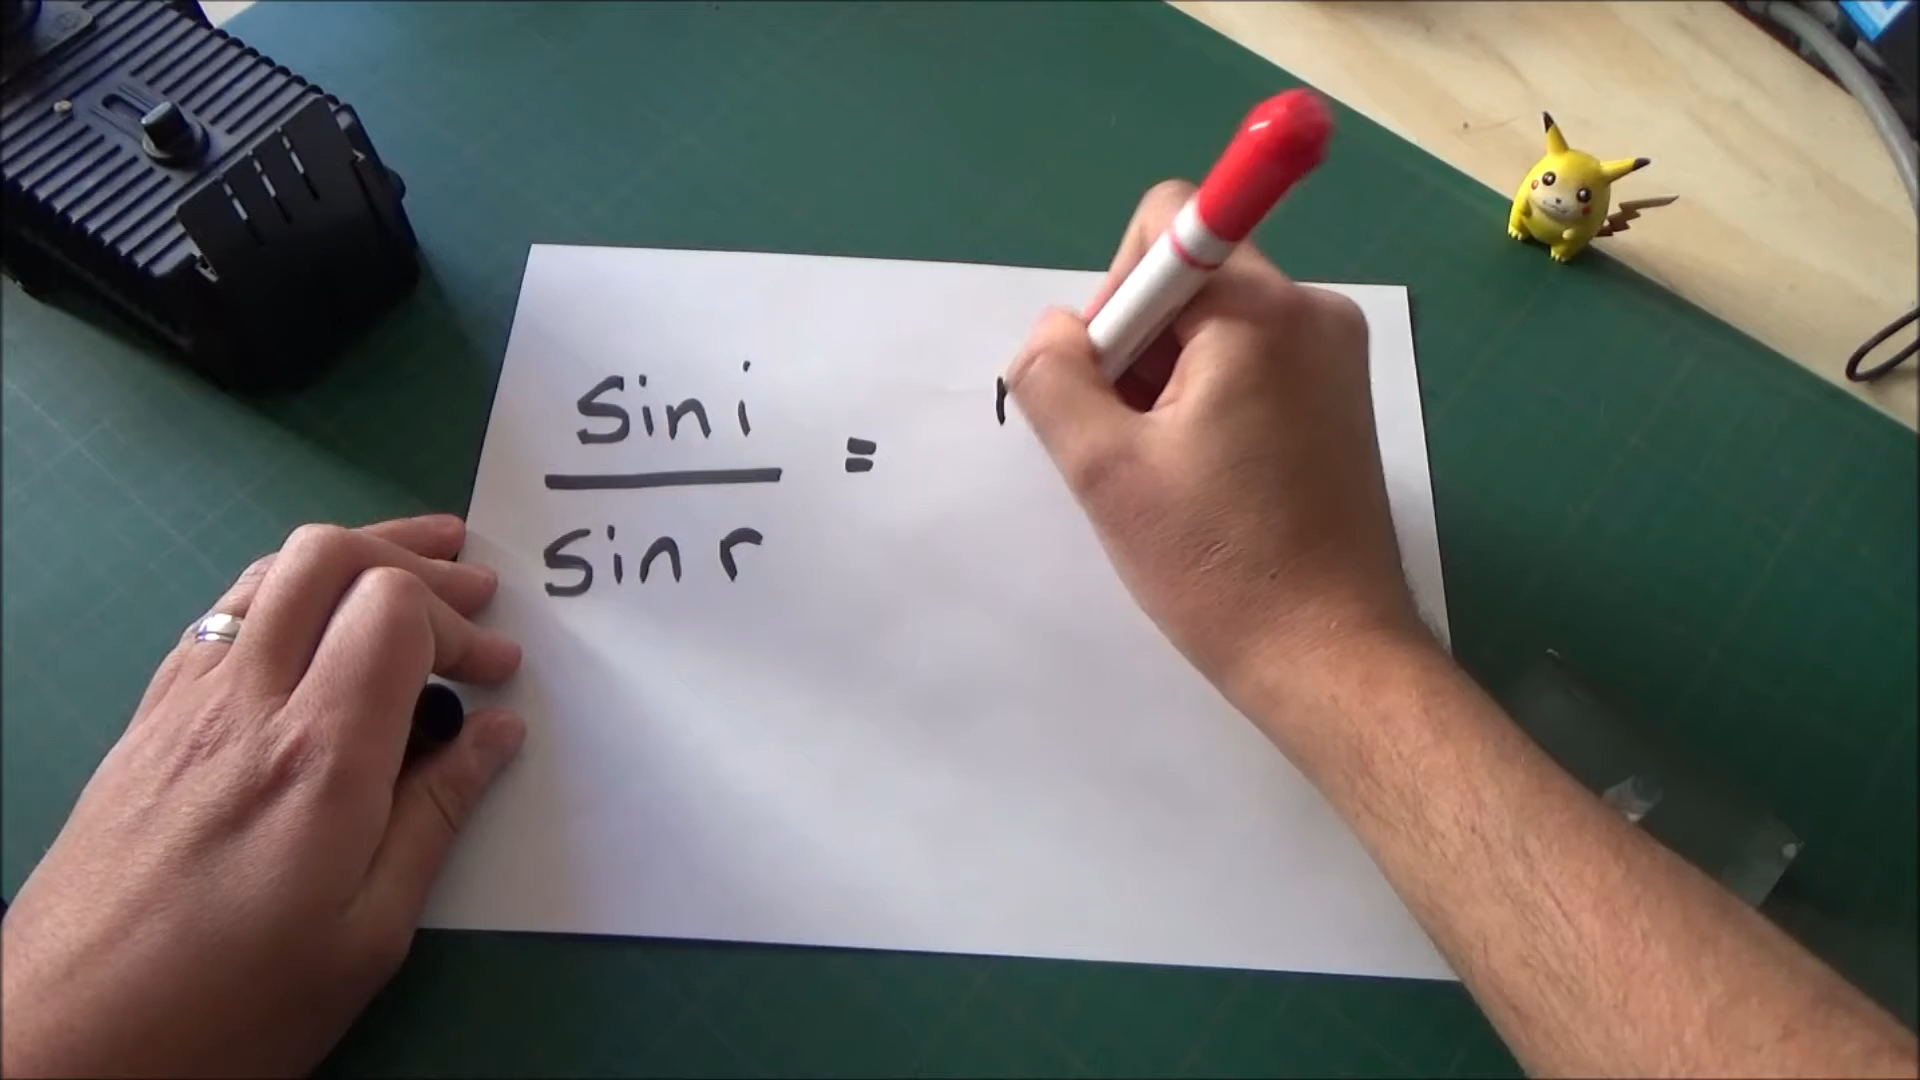 sin i =
sin r